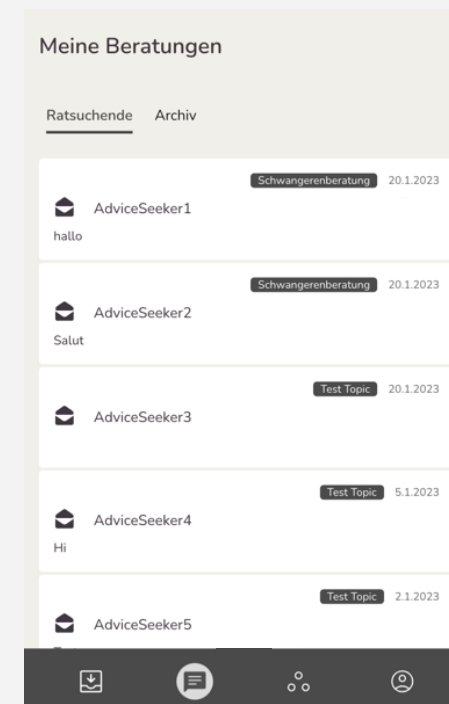 Meine Beratungen
Ratsuchende Archiv
Schwangerenberatung 20.1.2023
AdviceSeeker1
hallo
Schwangerenberatung 20.1.2023
AdviceSeeker2
Salut
Test Topic 20.1.2023
AdviceSeeker3
Test Topic 5.1.2023
AdviceSeeker4
Hi
Test Topic 2.1.2023
AdviceSeeker5